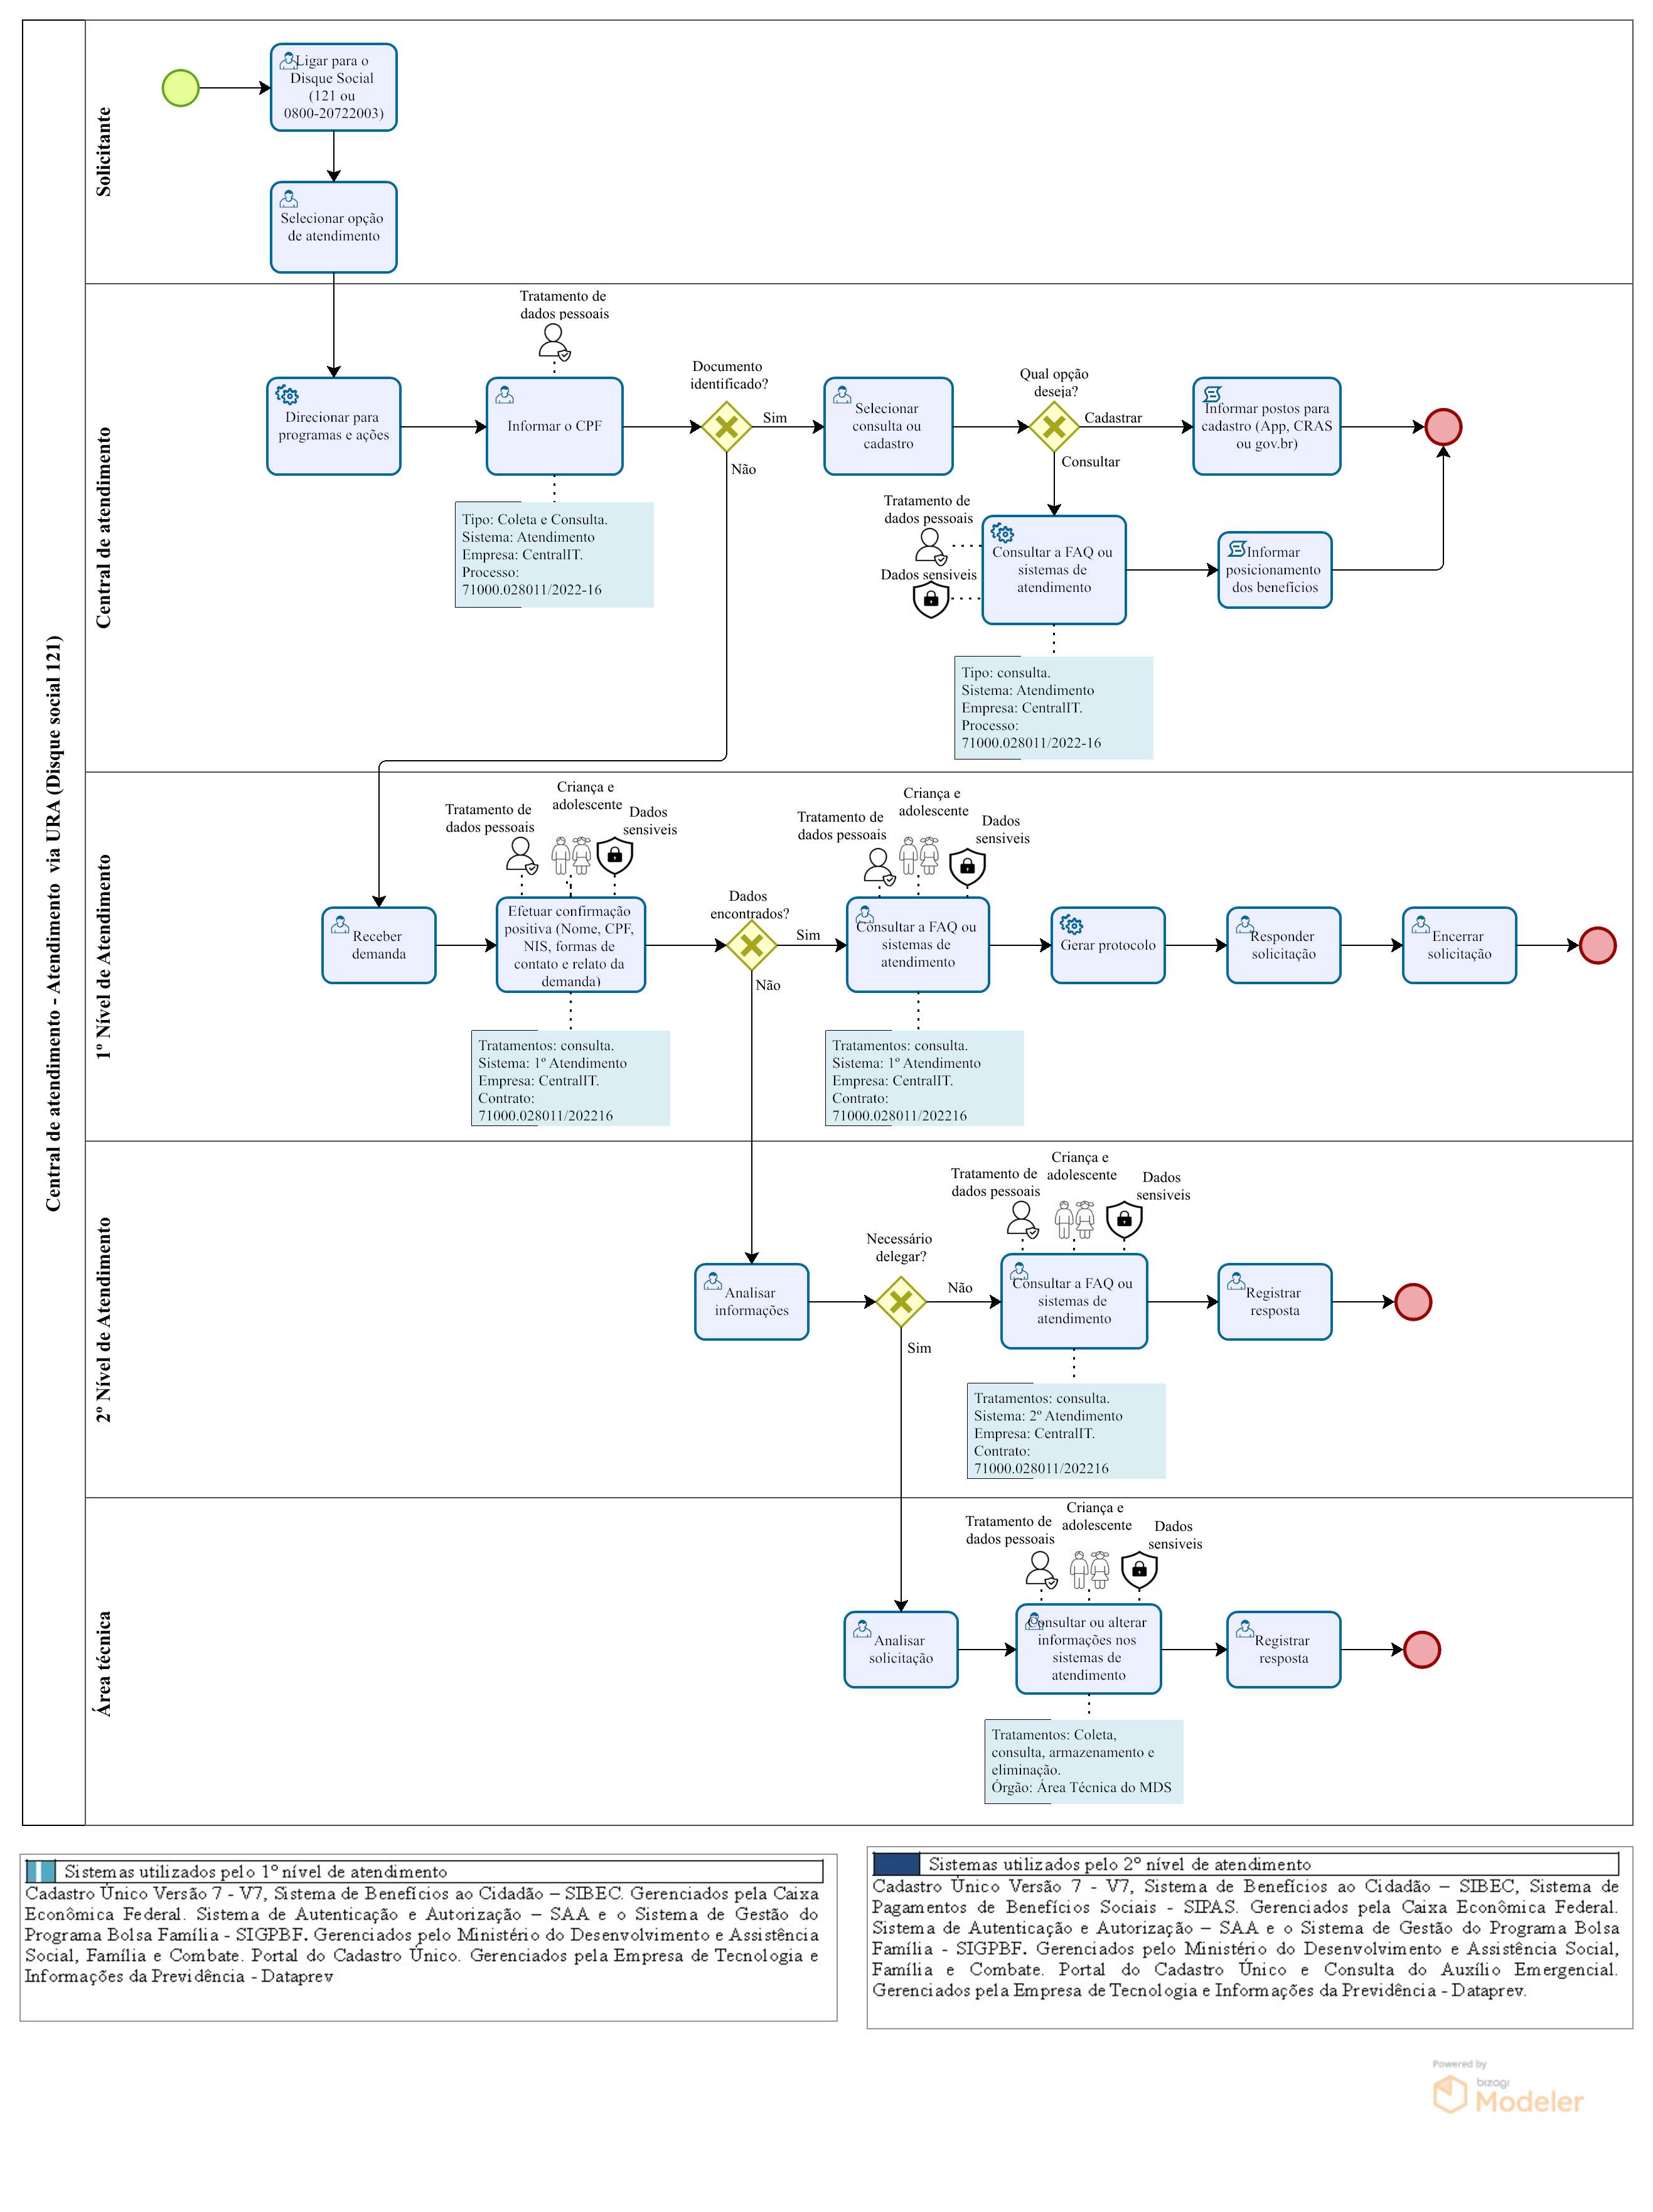 Central de atendimento - Atendimento  via URA (Disque social 121)
Solicitante
Ligar para o
Disque Social
(121 ou
0800-20722003)
Selecionar opção
de atendimento
Central de atendimento
Direcionar para
programas e ações
Tratamento de
dados pessoais
Informar o CPF
Tipo: Coleta e Consulta.
Sistema: Atendimento
Empresa: CentralIT.
Processo:
71000.028011/2022-16
Documento
identificado?
Sim
Não
Selecionar
consulta ou
cadastro
Qual opção
deseja?
Cadastrar
Consultar
Informar postos para
cadastro (App, CRAS
ou gov.br)
Tratamento de
dados pessoais
Dados sensiveis
Consultar a FAQ ou
sistemas de
atendimento
Informar
posicionamento
dos benefícios
Tipo: consulta.
Sistema: Atendimento
Empresa: CentralIT.
Processo:
71000.028011/2022-16
1º Nível de Atendimento
Receber
demanda
Tratamento de
dados pessoais
Criança e
adolescente
Dados
sensiveis
Efetuar confirmação
positiva (Nome, CPF,
NIS, formas de
contato e relato da
demanda)
Tratamentos: consulta.
Sistema: 1º Atendimento
Empresa: CentralIT.
Contrato:
71000.028011/202216
Dados
encontrados?
Sim
Não
Tratamento de
dados pessoais
Criança e
adolescente
Dados
sensiveis
Consultar a FAQ ou
sistemas de
atendimento
Tratamentos: consulta.
Sistema: 1º Atendimento
Empresa: CentralIT.
Contrato:
71000.028011/202216
Gerar protocolo
Responder
solicitação
Encerrar
solicitação
2º Nível de Atendimento
Analisar
informações
Necessário
delegar?
Não
Sim
Tratamento de
dados pessoais
Criança e
adolescente
Dados
sensiveis
Consultar a FAQ ou
sistemas de
atendimento
Tratamentos: consulta.
Sistema: 2º Atendimento
Empresa: CentralIT.
Contrato:
71000.028011/202216
Registrar
resposta
Área técnica
Analisar
solicitação
Tratamento de
dados pessoais
Criança e
adolescente
Dados
sensiveis
Consultar ou alterar
informações nos
sistemas de
atendimento
Tratamentos: Coleta,
consulta, armazenamento e
eliminação.
Órgão: Área Técnica do MDS
Registrar
resposta
Sistemas utilizados pelo 1º nível de atendimento
Cadastro Único Versão 7 - V7, Sistema de Benefícios ao Cidadão – SIBEC. Gerenciados pela Caixa
Econômica Federal. Sistema de Autenticação e Autorização – SAA e o Sistema de Gestão do
Programa Bolsa Família - SIGPBF. Gerenciados pelo Ministério do Desenvolvimento e Assistência
Social, Família e Combate. Portal do Cadastro Único. Gerenciados pela Empresa de Tecnologia e
Informações da Previdência - Dataprev
Sistemas utilizados pelo 2º nível de atendimento
Cadastro Único Versão 7 - V7, Sistema de Benefícios ao Cidadão – SIBEC, Sistema de
Pagamentos de Benefícios Sociais - SIPAS. Gerenciados pela Caixa Econômica Federal.
Sistema de Autenticação e Autorização – SAA e o Sistema de Gestão do Programa Bolsa
Família - SIGPBF. Gerenciados pelo Ministério do Desenvolvimento e Assistência Social,
Família e Combate. Portal do Cadastro Único e Consulta do Auxílio Emergencial.
Gerenciados pela Empresa de Tecnologia e Informações da Previdência - Dataprev.
Powered by
bizagi
Modeler